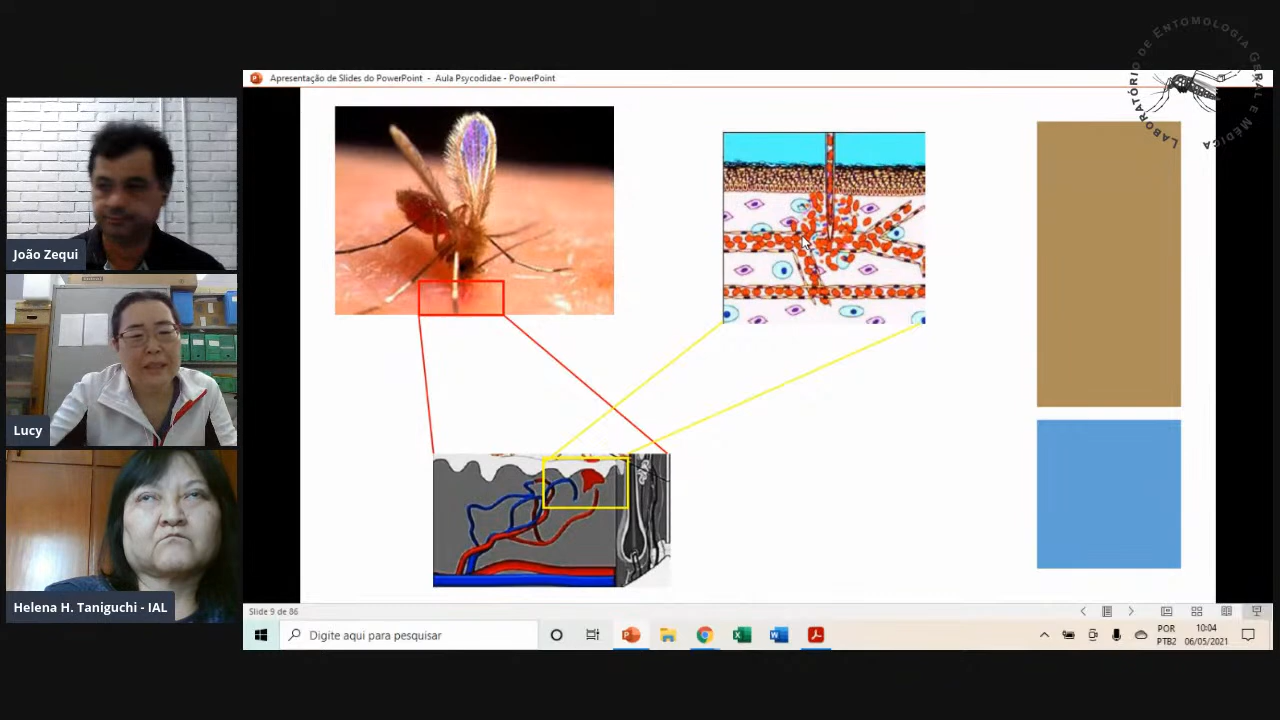 Apresentação de Slides do PowerPoint - Aula Psycodidae - PowerPoint
LABORATÓRIO DE ENTOMOLOGIA GERAL E MÉDICA
João Zequi
Lucy
Helena H. Taniguchi - IAL
Slide 9 de 86
Digite aqui para pesquisar
POR
PTB2
10:04
06/05/2021